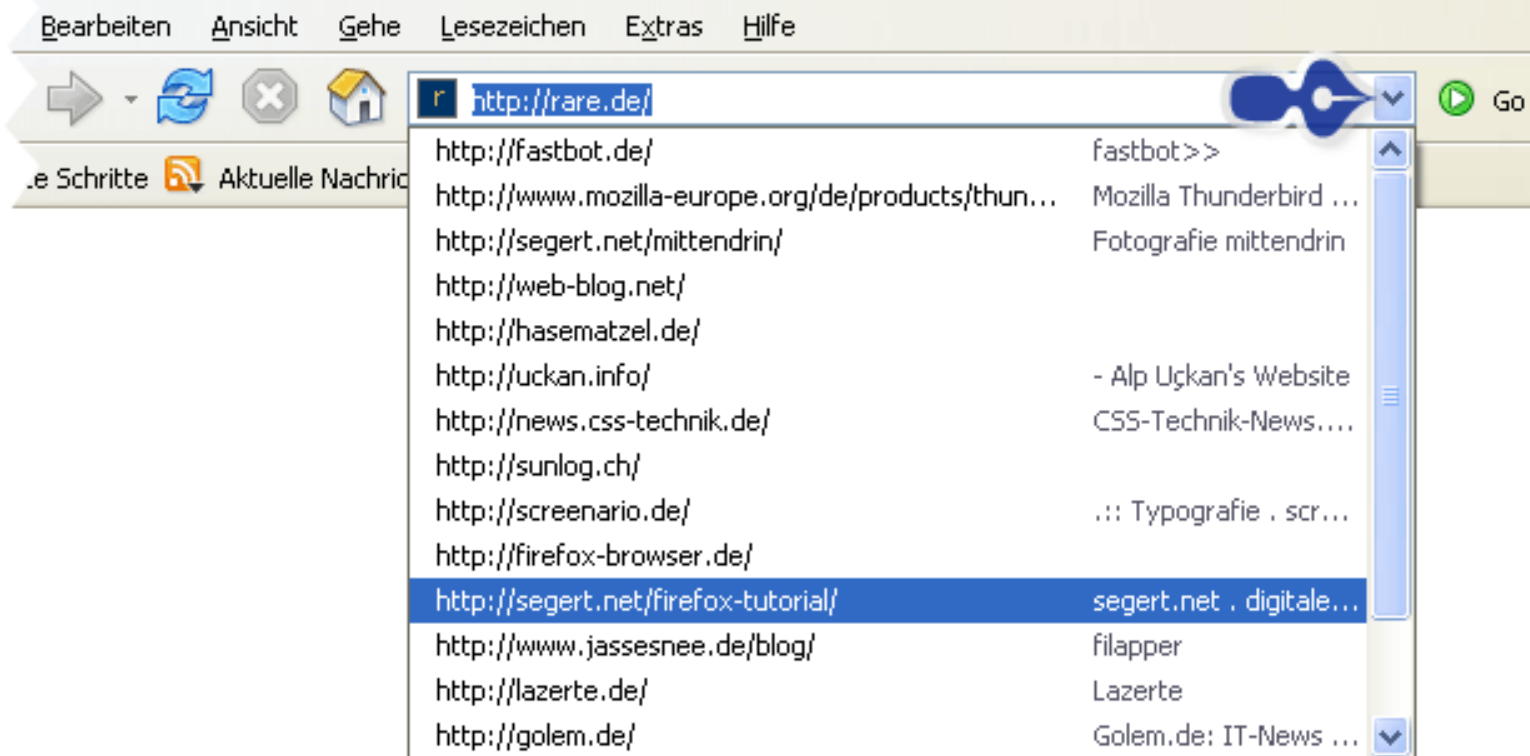 Bearbeiten Ansicht Gehe Lesezeichen Extras Hilfe
r http://rare.de/ Go
http://fastbot.de/ fastbot>>
Schritte Aktuelle
http://www.mozilla-europe.org/de/products/thun... Mozilla Thunderbird ...
http://segert.net/mittendrin/ Fotografie mittendrin
http://web-blog.net/
http://hasematzel.de/
http://uckan.info/ - Alp Uçkan's Website
http://news.css-technik.de/ CSS-Technik-News....
http://sunlog.ch/
http://screenario.de/ .:: Typografie . scr...
http://firefox-browser.de/
http://segert.net/firefox-tutorial/ segert.net . digitale...
http://www.jassesnee.de/blog/ filapper
http://lazerte.de/ Lazerte
http://golem.de/ Golem.de: IT-News ...